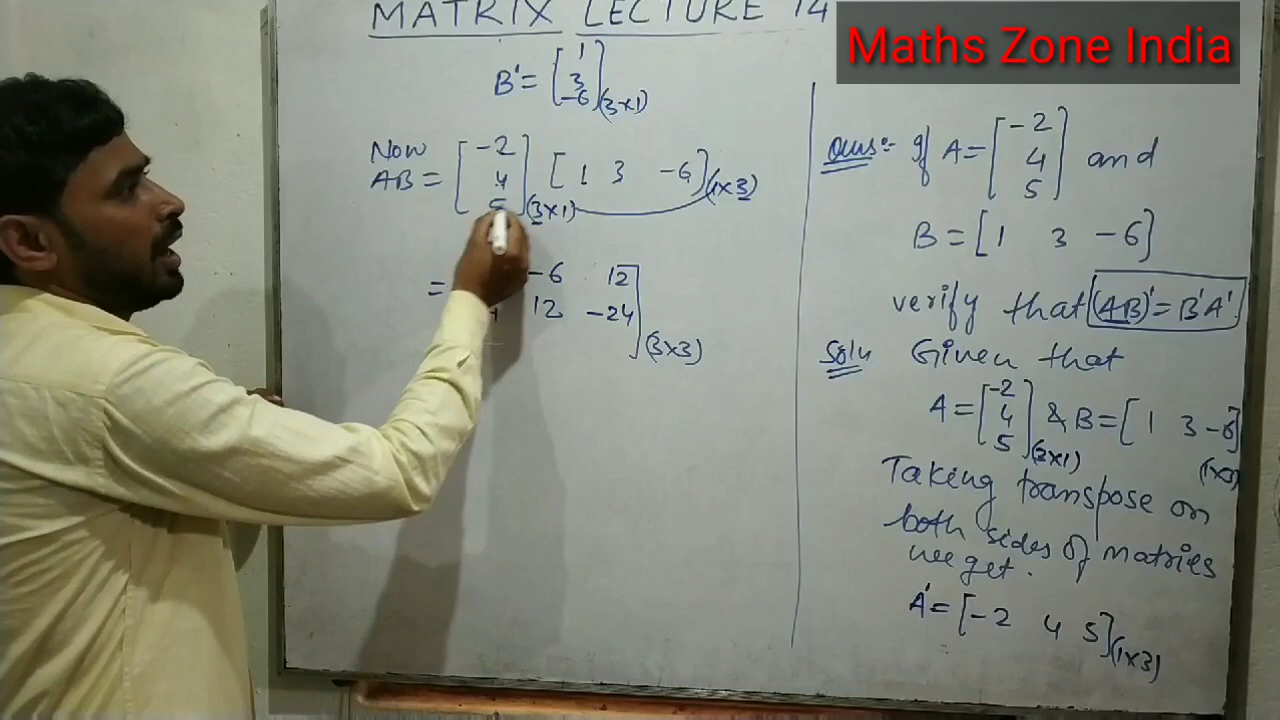 MATRIX LECTURE 14
Maths Zone India
B' = [1
3
-6](3×1)
Now
AB = [-2
4
5](3×1) [1 3 -6](1×3)
= -6 12
12 -24
(3×3)
Ques:- If A = [-2
4
5] and
B = [1 3 -6]
verify that (AB)' = B'A'.
Soln Given that
A = [-2
4
5](3×1) & B = [1 3 -6]
(1×3)
Taking transpose on
both sides of matries
we get.
A' = [-2 4 5](1×3)